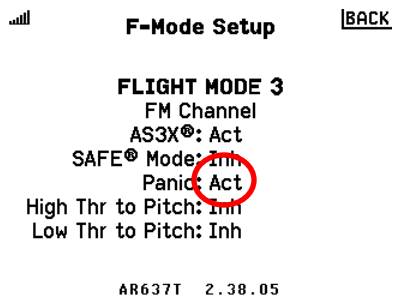 F-Mode Setup
BACK
FLIGHT MODE 3
FM Channel
AS3X®: Act
SAFE® Mode: Inh
Panic: Act
High Thr to Pitch: Inh
Low Thr to Pitch: Inh
AR637T 2.38.05